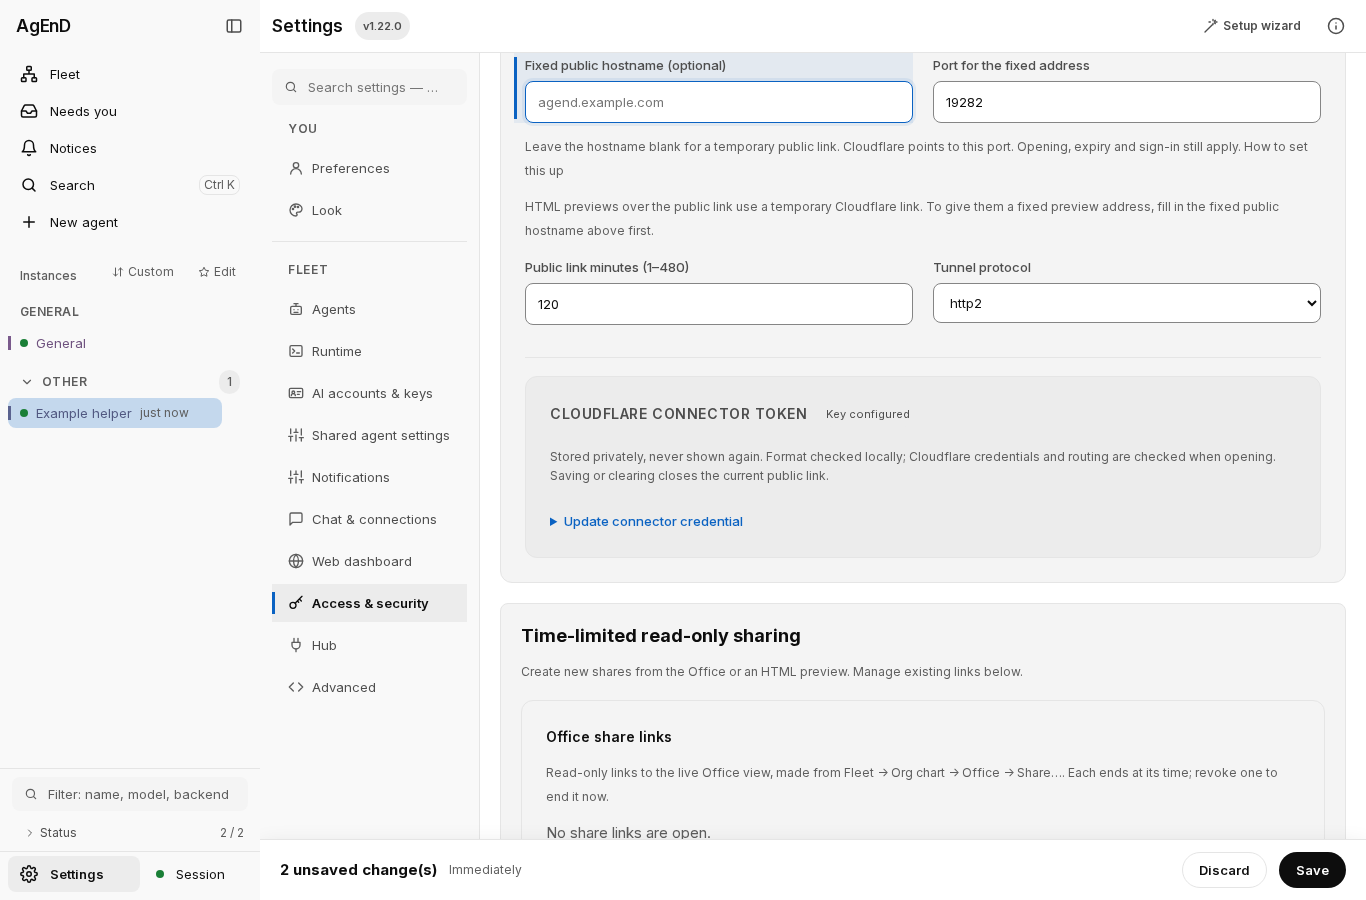 AgEnD
Fleet
Needs you
Notices
Search
Ctrl K
New agent
Instances
Custom
Edit
GENERAL
General
OTHER
1
Example helper
just now
Filter: name, model, backend
Status
2 / 2
Settings
Session
Settings
v1.22.0
Setup wizard
Search settings — …
YOU
Preferences
Look
FLEET
Agents
Runtime
AI accounts & keys
Shared agent settings
Notifications
Chat & connections
Web dashboard
Access & security
Hub
Advanced
Fixed public hostname (optional)
agend.example.com
Port for the fixed address
19282
Leave the hostname blank for a temporary public link. Cloudflare points to this port. Opening, expiry and sign-in still apply. How to set
this up
HTML previews over the public link use a temporary Cloudflare link. To give them a fixed preview address, fill in the fixed public
hostname above first.
Public link minutes (1–480)
120
Tunnel protocol
http2
CLOUDFLARE CONNECTOR TOKEN
Key configured
Stored privately, never shown again. Format checked locally; Cloudflare credentials and routing are checked when opening.
Saving or clearing closes the current public link.
Update connector credential
Time-limited read-only sharing
Create new shares from the Office or an HTML preview. Manage existing links below.
Office share links
Read-only links to the live Office view, made from Fleet → Org chart → Office → Share…. Each ends at its time; revoke one to
end it now.
No share links are open.
2 unsaved change(s)
Immediately
Discard
Save